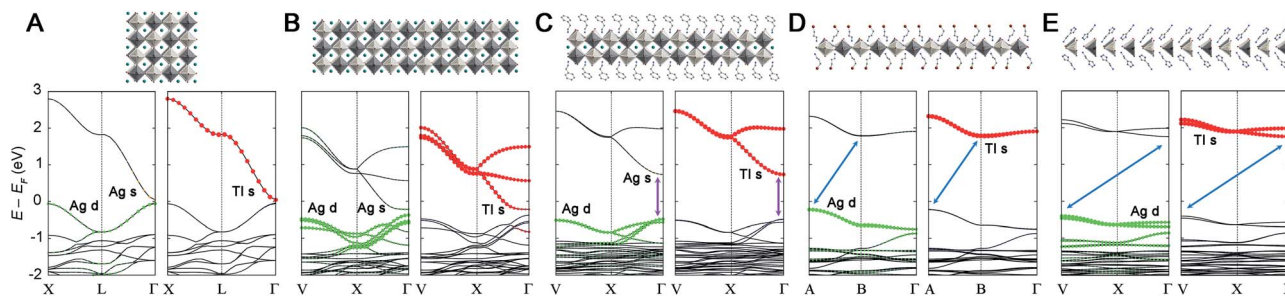 A
B
C
D
E
E − E_F (eV)
3
2
1
0
-1
-2
Ag d
Ag s
Tl s
X
L
Γ
X
L
Γ
Ag d
Ag s
Tl s
V
X
Γ
V
X
Γ
Ag s
Ag d
Tl s
V
X
Γ
V
X
Γ
Ag d
Tl s
A
B
Γ
A
B
Γ
Ag d
Tl s
V
X
Γ
V
X